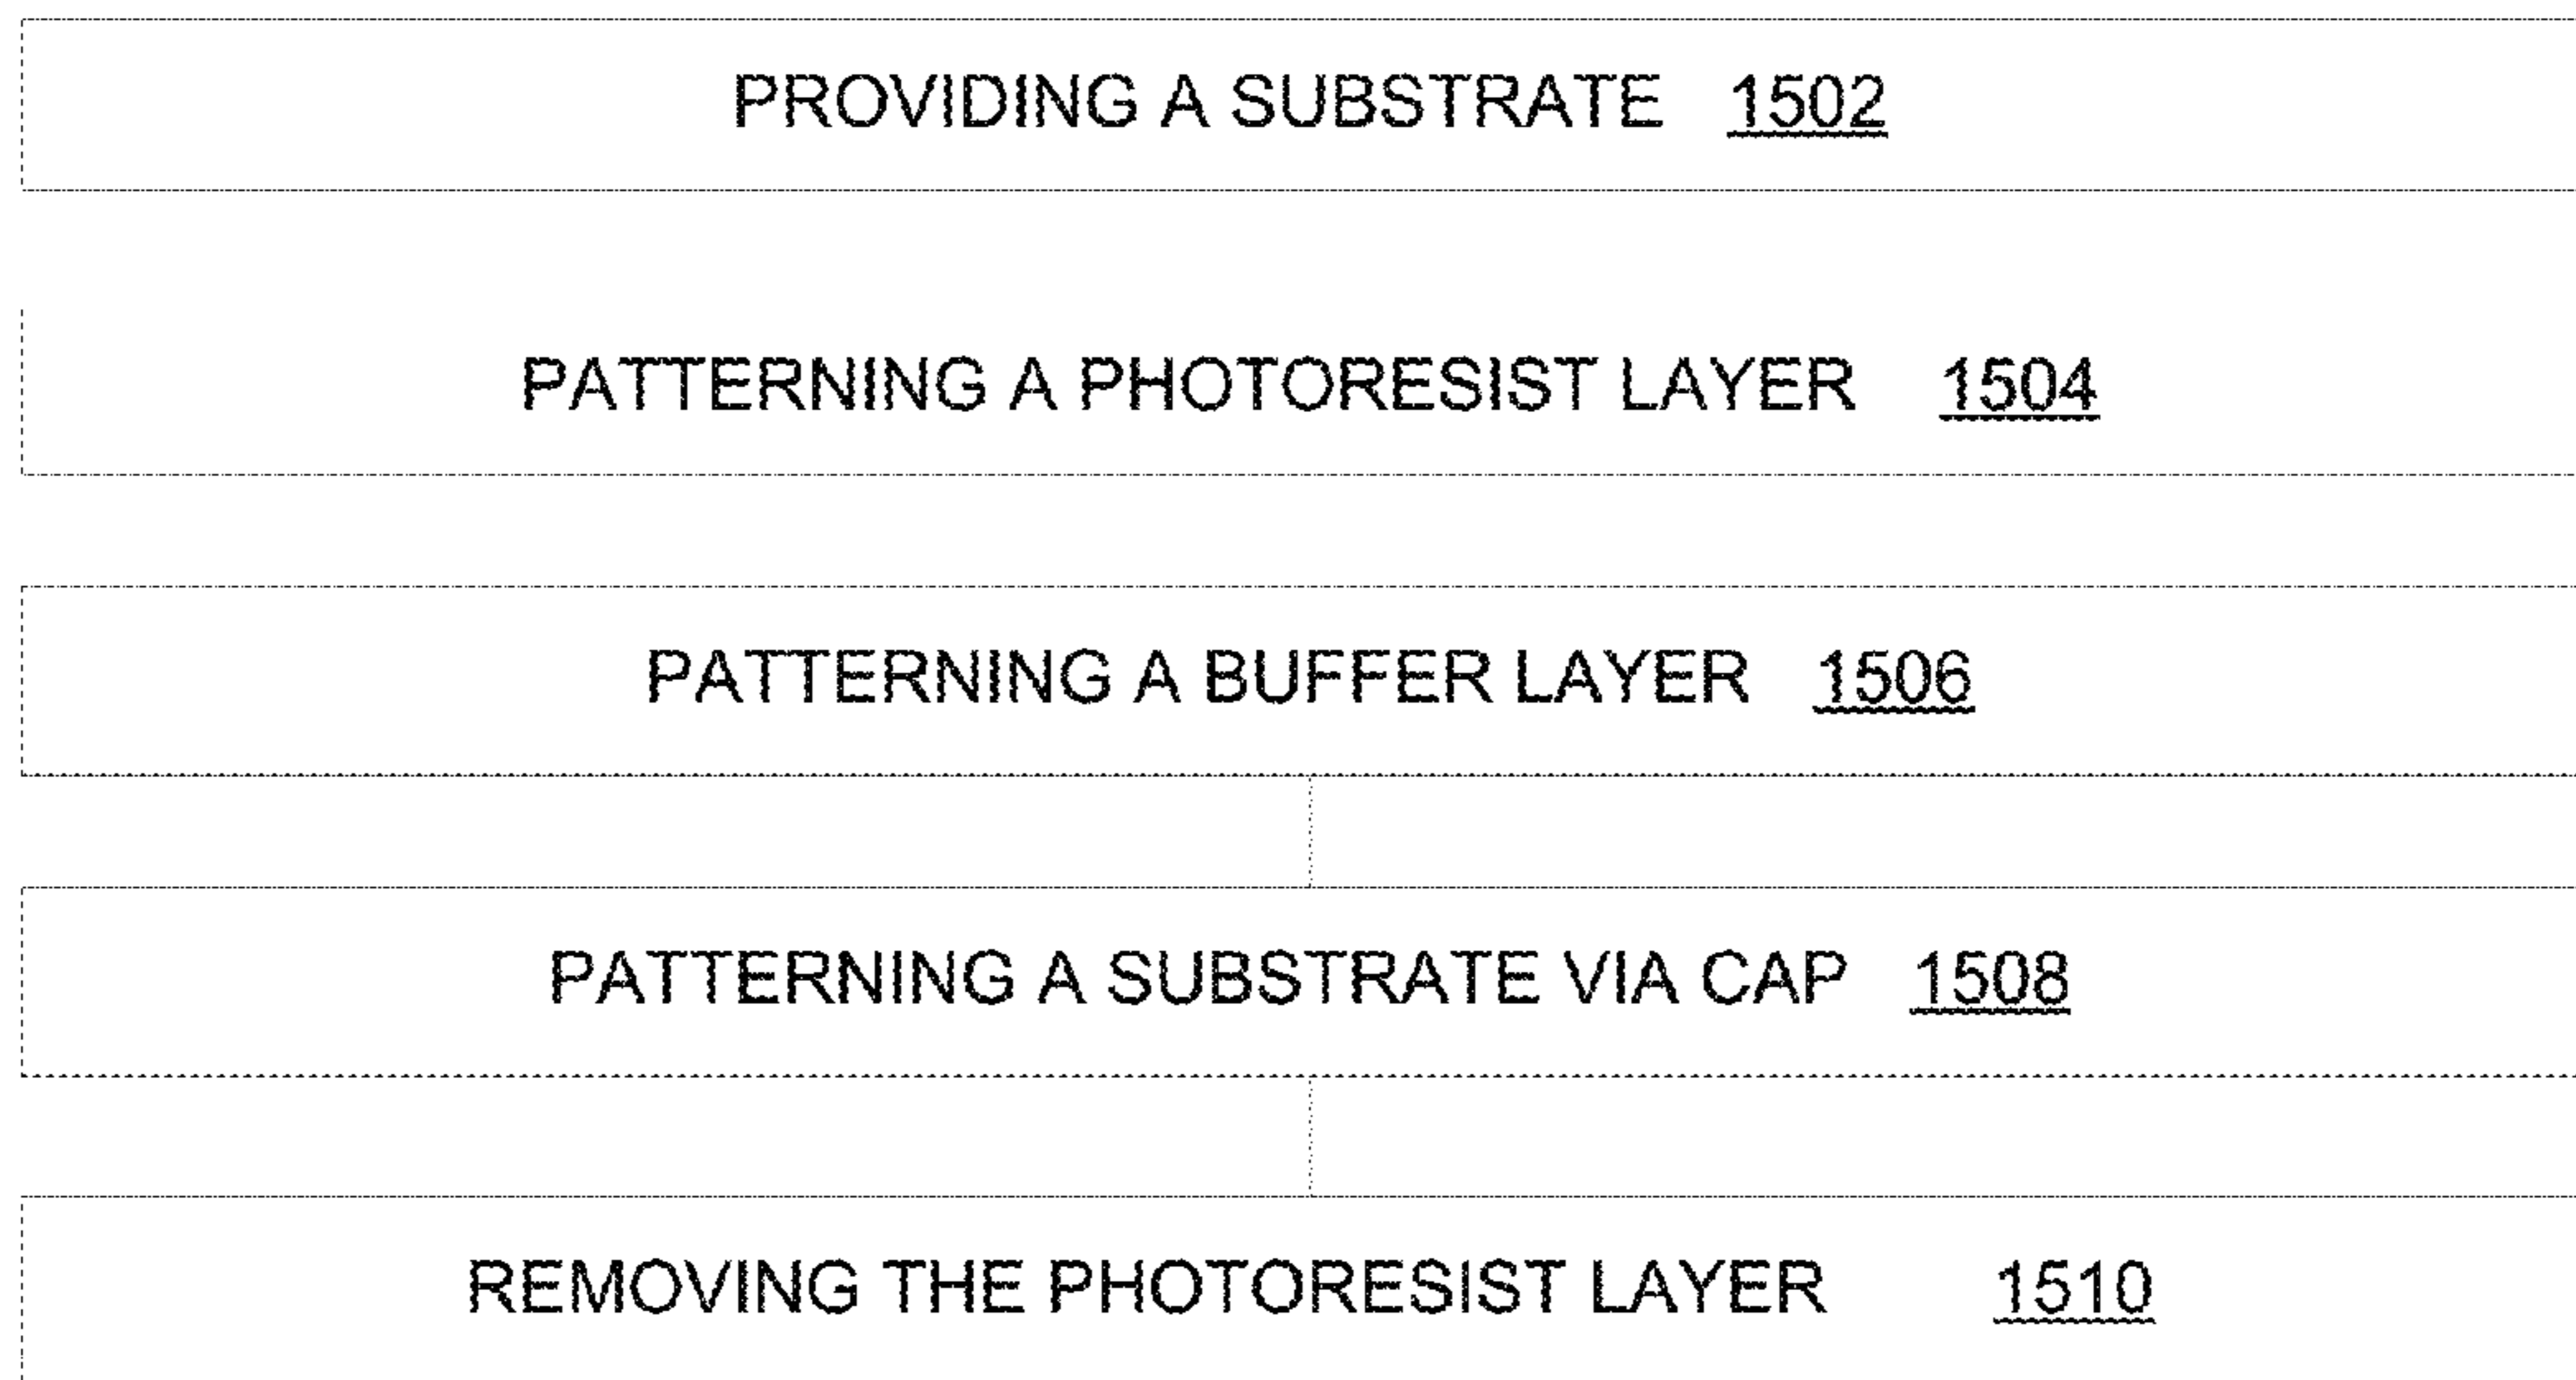 PROVIDING A SUBSTRATE 1502
PATTERNING A PHOTORESIST LAYER 1504
PATTERNING A BUFFER LAYER 1506
PATTERNING A SUBSTRATE VIA CAP 1508
REMOVING THE PHOTORESIST LAYER 1510